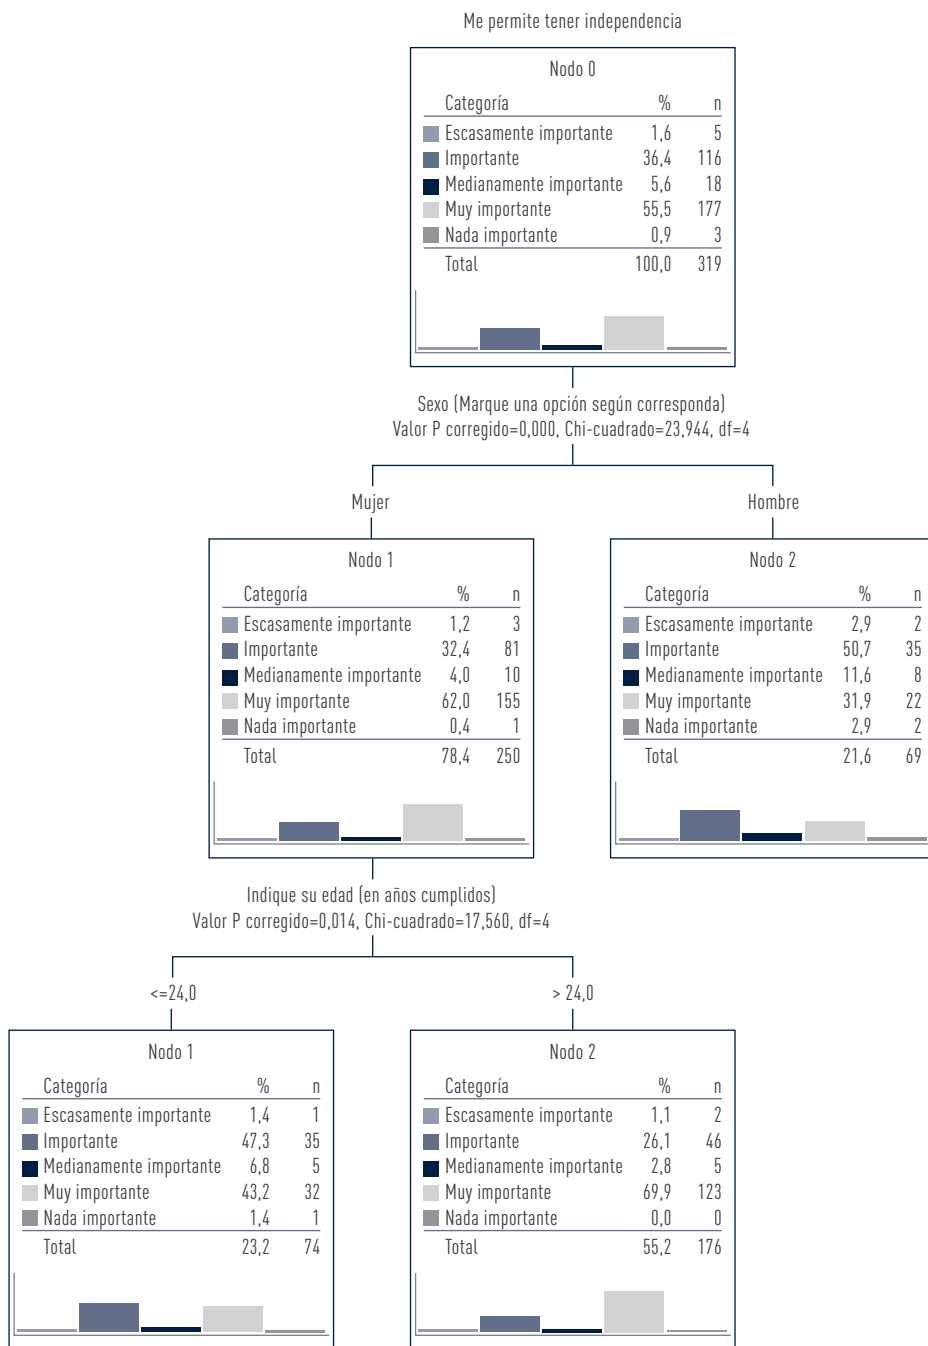 Me permite tener independencia
Nodo 0
Categoría % n
Escasamente importante 1,6 5
Importante 36,4 116
Medianamente importante 5,6 18
Muy importante 55,5 177
Nada importante 0,9 3
Total 100,0 319
Sexo (Marque una opción según corresponda)
Valor P corregido=0,000, Chi-cuadrado=23,944, df=4
Mujer
Hombre
Nodo 1
Categoría % n
Escasamente importante 1,2 3
Importante 32,4 81
Medianamente importante 4,0 10
Muy importante 62,0 155
Nada importante 0,4 1
Total 78,4 250
Nodo 2
Categoría % n
Escasamente importante 2,9 2
Importante 50,7 35
Medianamente importante 11,6 8
Muy importante 31,9 22
Nada importante 2,9 2
Total 21,6 69
Indique su edad (en años cumplidos)
Valor P corregido=0,014, Chi-cuadrado=17,560, df=4
<=24,0
> 24,0
Nodo 1
Categoría % n
Escasamente importante 1,4 1
Importante 47,3 35
Medianamente importante 6,8 5
Muy importante 43,2 32
Nada importante 1,4 1
Total 23,2 74
Nodo 2
Categoría % n
Escasamente importante 1,1 2
Importante 26,1 46
Medianamente importante 2,8 5
Muy importante 69,9 123
Nada importante 0,0 0
Total 55,2 176